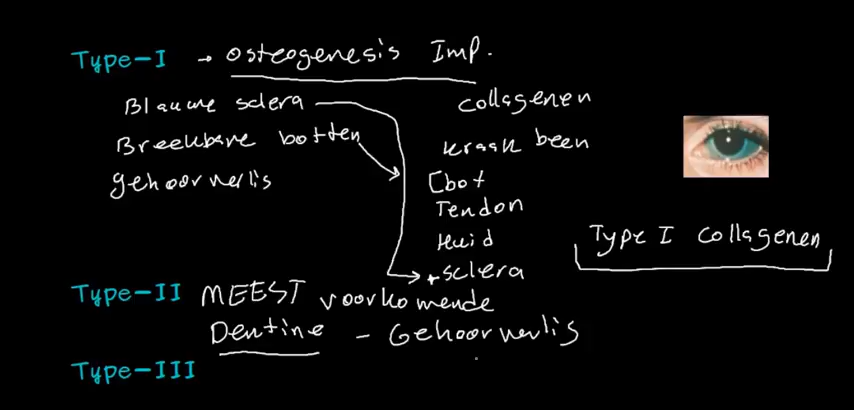 Type-I → Osteogenesis Imp.
Blauwe sclera
Breekbare botten
gehoorverlis
collagenen
kraak been
[bot
Tendon
Huid
+ sclera
Type I collagenen
Type-II MEEST voorkomende
Dentine - Gehoorverlis
Type-III